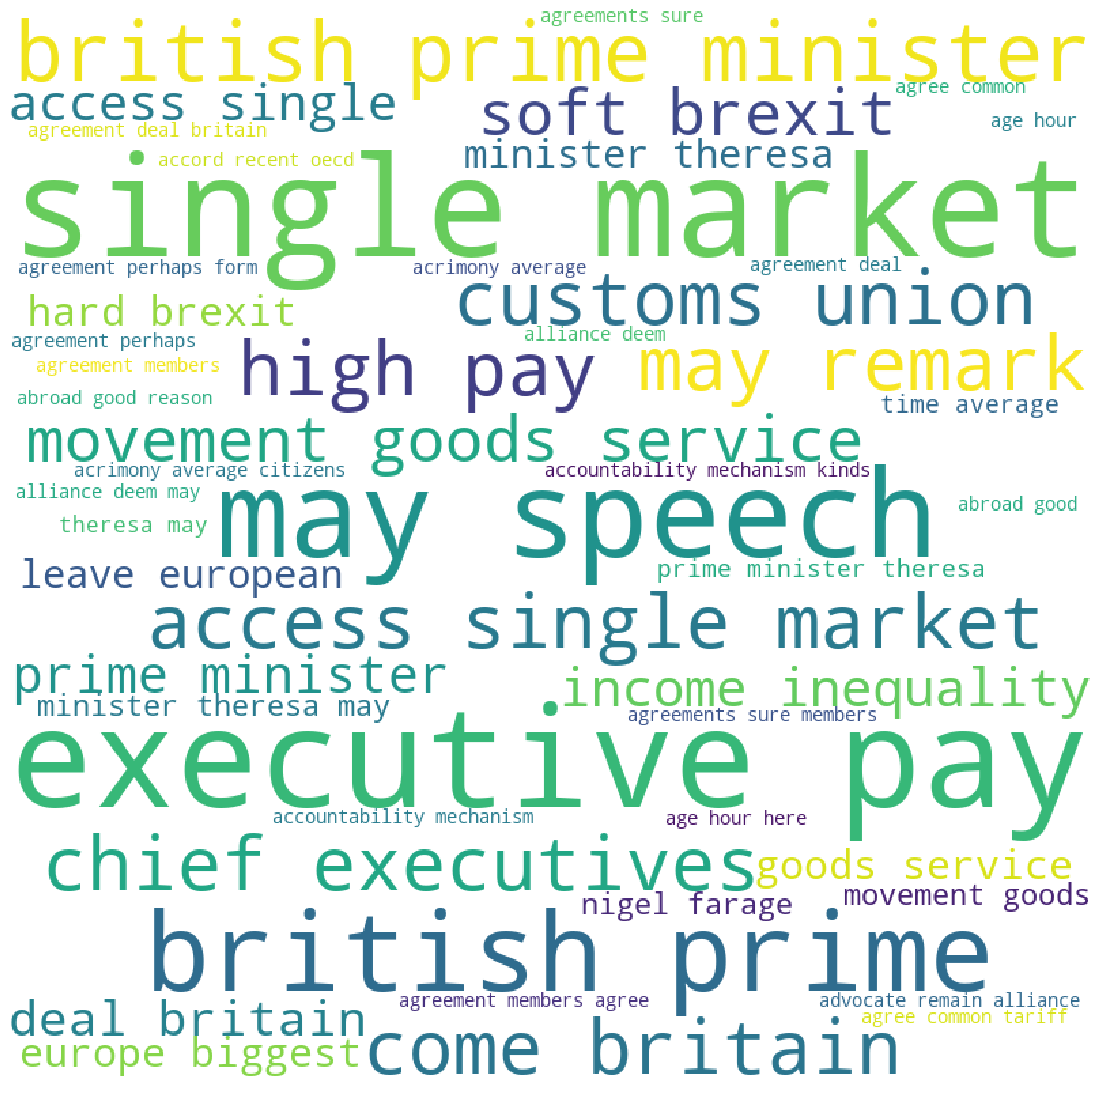 agreements sure
british prime minister
access single
soft brexit
agree common
agreement deal britain
age hour
accord recent oecd
minister theresa
single market
agreement perhaps form
acrimony average
agreement deal
hard brexit
customs union
agreement perhaps
alliance deem
agreement members
high pay
may remark
abroad good reason
time average
movement goods service
acrimony average citizens
accountability mechanism kinds
alliance deem may
may speech
abroad good
theresa may
leave european
prime minister theresa
access single market
prime minister
income inequality
minister theresa may
agreements sure members
executive pay
accountability mechanism
age hour here
chief executives
goods service
nigel farage
movement goods
british prime
agreement members agree
advocate remain alliance
deal britain
agree common tariff
europe biggest
come britain